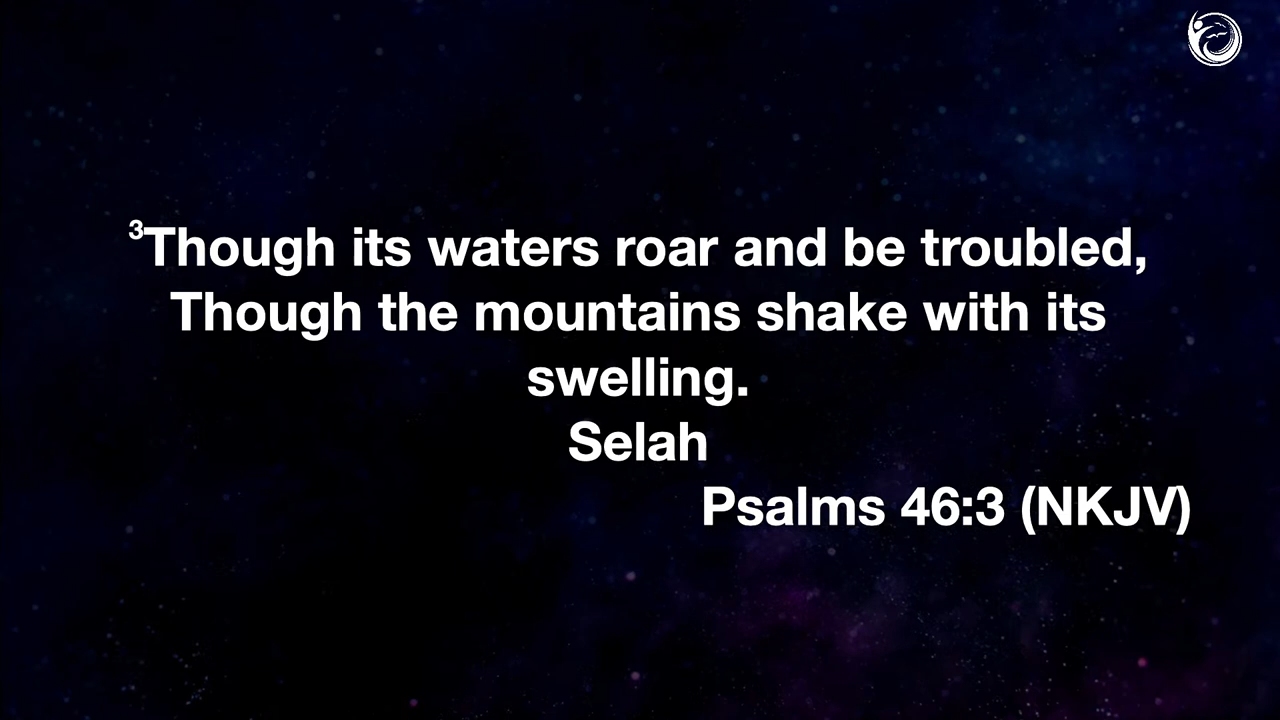 ³Though its waters roar and be troubled,
Though the mountains shake with its
swelling.
Selah
Psalms 46:3 (NKJV)